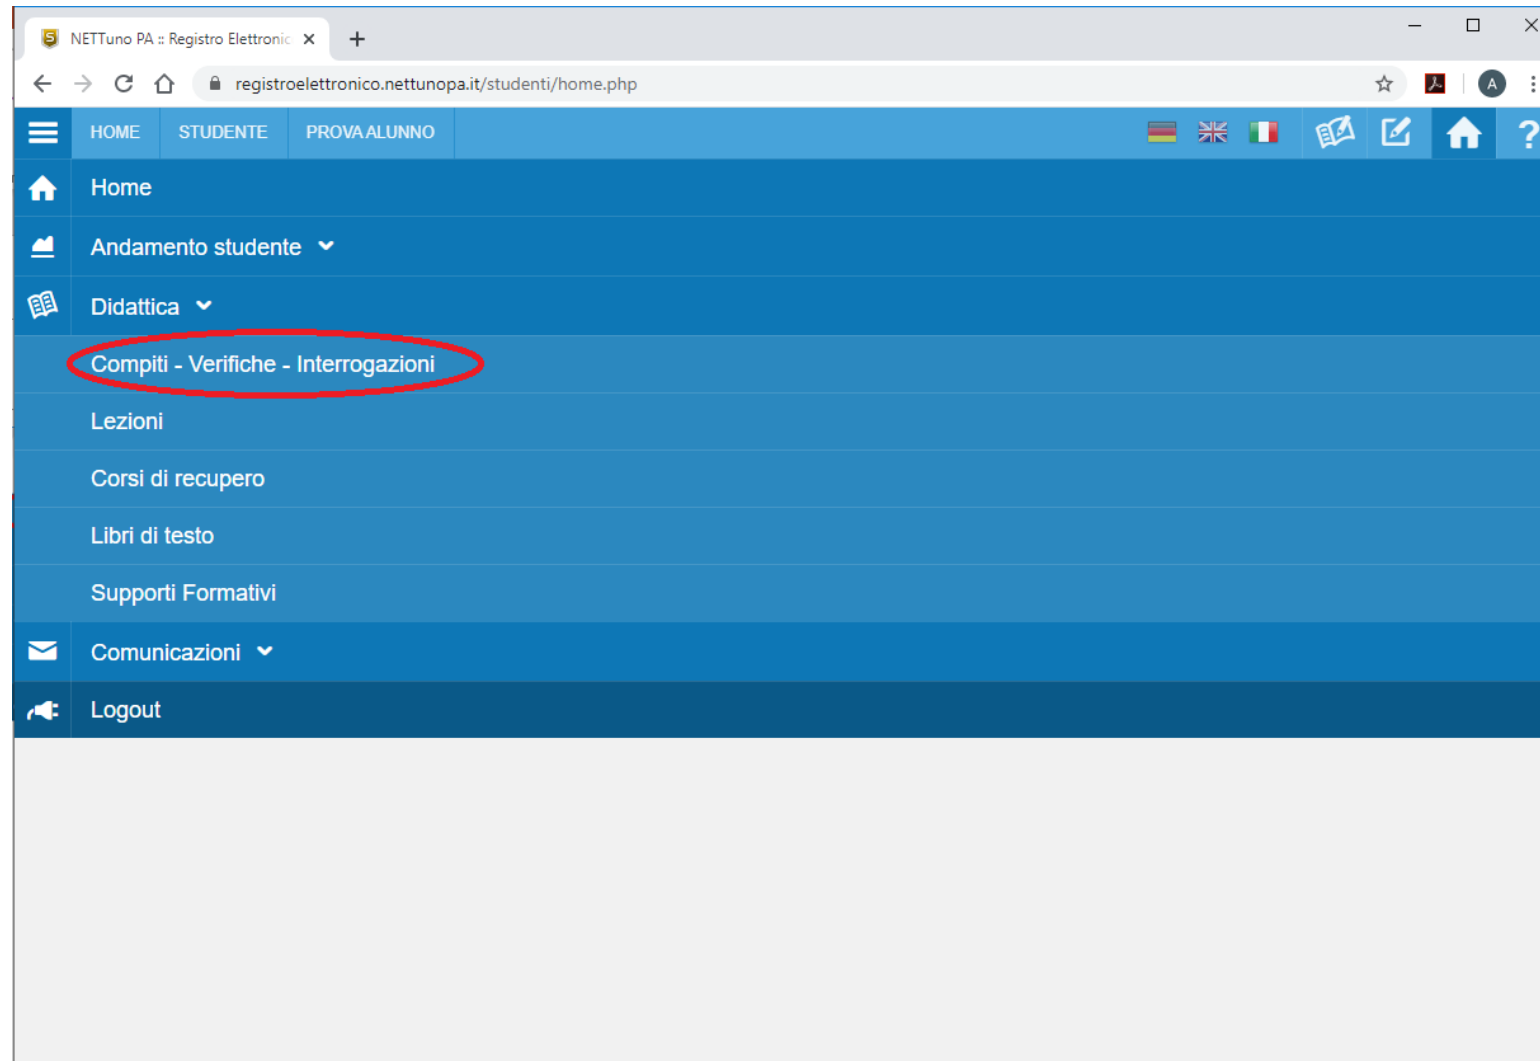 NETTuno PA :: Registro Elettronic
registroelettronico.nettunopa.it/studenti/home.php
A
HOME STUDENTE PROVA ALUNNO
?
Home
Andamento studente
Didattica
Compiti - Verifiche - Interrogazioni
Lezioni
Corsi di recupero
Libri di testo
Supporti Formativi
Comunicazioni
Logout